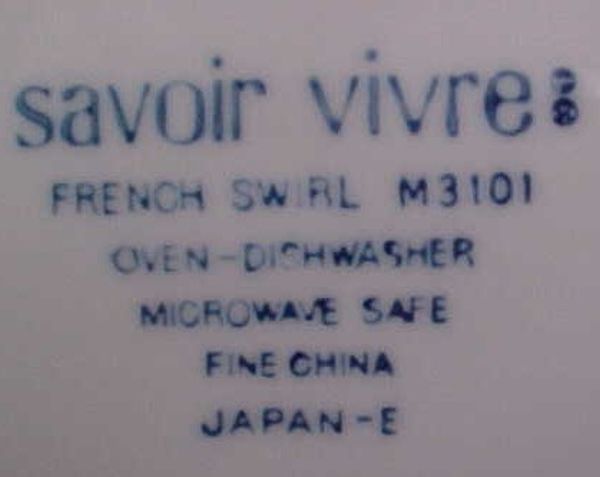 savoir vivre
FRENCH SWIRL M3101
OVEN-DISHWASHER
MICROWAVE SAFE
FINE CHINA
JAPAN-E